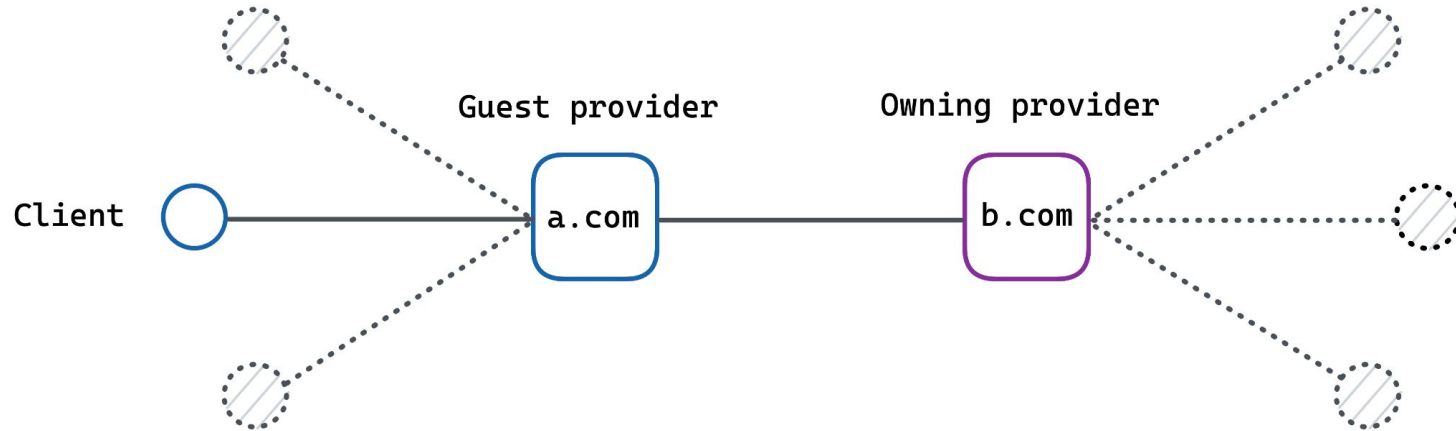 Guest provider
Owning provider
Client
a.com
b.com